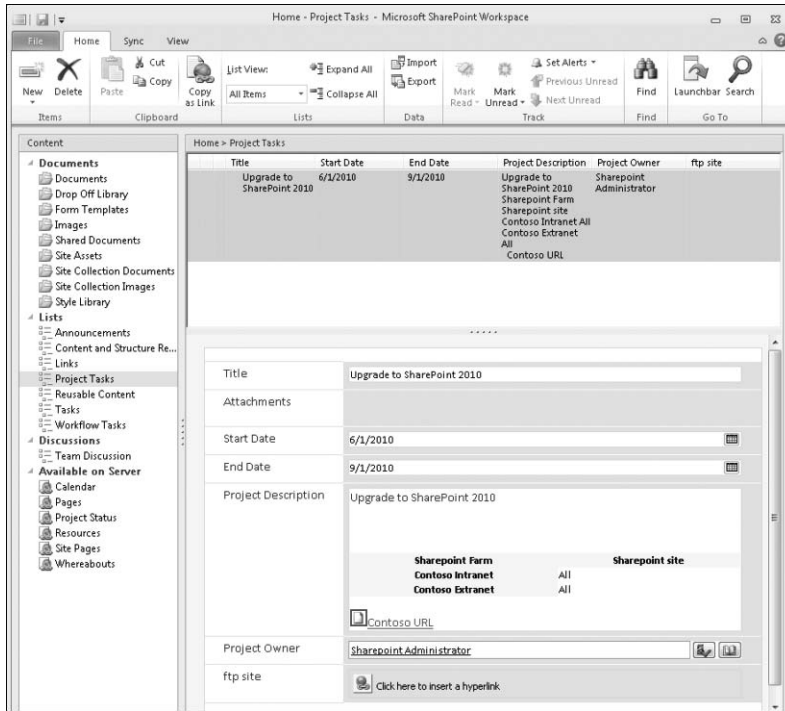 Home - Project Tasks - Microsoft SharePoint Workspace
File Home Sync View
New Delete
Paste Cut Copy
Copy as Link
List View:
All Items
Expand All
Collapse All
Import
Export
Mark Read
Mark Unread
Set Alerts
Previous Unread
Next Unread
Find
Launchbar Search
Items Clipboard Lists Data Track Find Go To
Content
Documents
Documents
Drop Off Library
Form Templates
Images
Shared Documents
Site Assets
Site Collection Documents
Site Collection Images
Style Library
Lists
Announcements
Content and Structure Re...
Links
Project Tasks
Reusable Content
Tasks
Workflow Tasks
Discussions
Team Discussion
Available on Server
Calendar
Pages
Project Status
Resources
Site Pages
Whereabouts
Home > Project Tasks
Title Start Date End Date Project Description Project Owner ftp site
Upgrade to 6/1/2010 9/1/2010 Upgrade to Sharepoint
SharePoint 2010 SharePoint 2010 Administrator
Sharepoint Farm
Sharepoint site
Contoso Intranet All
Contoso Extranet
All
Contoso URL
Title Upgrade to SharePoint 2010
Attachments
Start Date 6/1/2010
End Date 9/1/2010
Project Description Upgrade to SharePoint 2010
Sharepoint Farm Sharepoint site
Contoso Intranet All
Contoso Extranet All
Contoso URL
Project Owner Sharepoint Administrator
ftp site Click here to insert a hyperlink